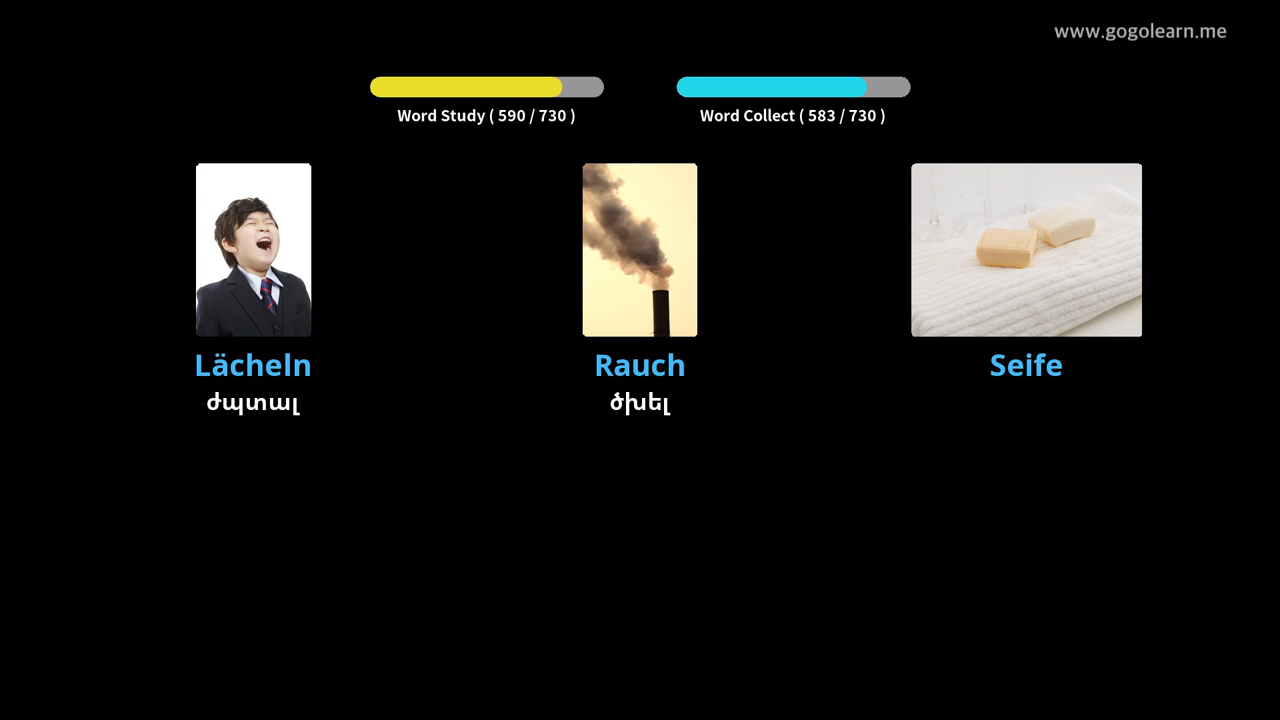 www.gogolearn.me
Word Study ( 590 / 730 )
Word Collect ( 583 / 730 )
Lächeln
Rauch
Seife
ժպտալ
ծխել